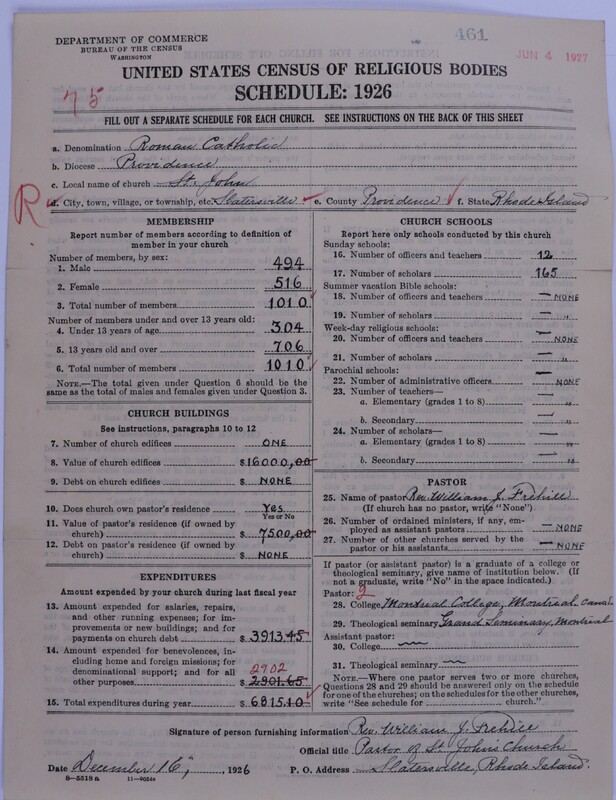 DEPARTMENT OF COMMERCE
BUREAU OF THE CENSUS
WASHINGTON
461
JUN 4 1927
UNITED STATES CENSUS OF RELIGIOUS BODIES
SCHEDULE: 1926
75
FILL OUT A SEPARATE SCHEDULE FOR EACH CHURCH. SEE INSTRUCTIONS ON THE BACK OF THIS SHEET
a. Denomination Roman Catholic
b. Diocese Providence
c. Local name of church St. John
R
d. City, town, village, or township, etc. Slatersville e. County Providence f. State Rhode Island
MEMBERSHIP
Report number of members according to definition of member in your church
Number of members, by sex:
1. Male 494
2. Female 516
3. Total number of members 1010
Number of members under and over 13 years old:
4. Under 13 years of age 304
5. 13 years old and over 706
6. Total number of members 1010
NOTE.—The total given under Question 6 should be the
same as the total of males and females given under Question 3.
CHURCH BUILDINGS
See instructions, paragraphs 10 to 12
7. Number of church edifices ONE
8. Value of church edifices $16000,00
9. Debt on church edifices $ NONE
10. Does church own pastor's residence Yes
Yes or No
11. Value of pastor's residence (if owned by
church) $ 7500,00
12. Debt on pastor's residence (if owned by
church) $ NONE
EXPENDITURES
Amount expended by your church during last fiscal year
13. Amount expended for salaries, repairs,
and other running expenses; for im-
provements or new buildings; and for
payments on church debt $ 3913.45
14. Amount expended for benevolences, in-
cluding home and foreign missions; for
denominational support; and for all 2902
other purposes $ 2901.65
15. Total expenditures during year $ 6815.10
CHURCH SCHOOLS
Report here only schools conducted by this church
Sunday schools:
16. Number of officers and teachers 12
17. Number of scholars 165
Summer vacation Bible schools:
18. Number of officers and teachers — NONE
19. Number of scholars — "
Week-day religious schools:
20. Number of officers and teachers — NONE
21. Number of scholars — "
Parochial schools:
22. Number of administrative officers — NONE
23. Number of teachers—
a. Elementary (grades 1 to 8) — "
b. Secondary — "
24. Number of scholars—
a. Elementary (grades 1 to 8) — "
b. Secondary — "
PASTOR
25. Name of pastor Rev. William J. Frehill
(If church has no pastor, write "None")
26. Number of ordained ministers, if any, em-
ployed as assistant pastors — NONE
27. Number of other churches served by the
pastor or his assistants — NONE
If pastor (or assistant pastor) is a graduate of a college or
theological seminary, give name of institution below. (If
not a graduate, write "No" in the space indicated.)
Pastor: 2
28. College Montreal College, Montreal Canad.
29. Theological seminary Grand Seminary, Montreal
Assistant pastor:
30. College —
31. Theological seminary —
NOTE.—Where one pastor serves two or more churches,
Questions 28 and 29 should be answered only on the schedule
for one of the churches; on the schedules for the other churches,
write "See schedule for church."
Signature of person furnishing information Rev. William J. Frehill
Official title Pastor of St John's Church
Date December 16, 1926 P. O. Address Slatersville, Rhode Island.
8—5318a 11—9054a